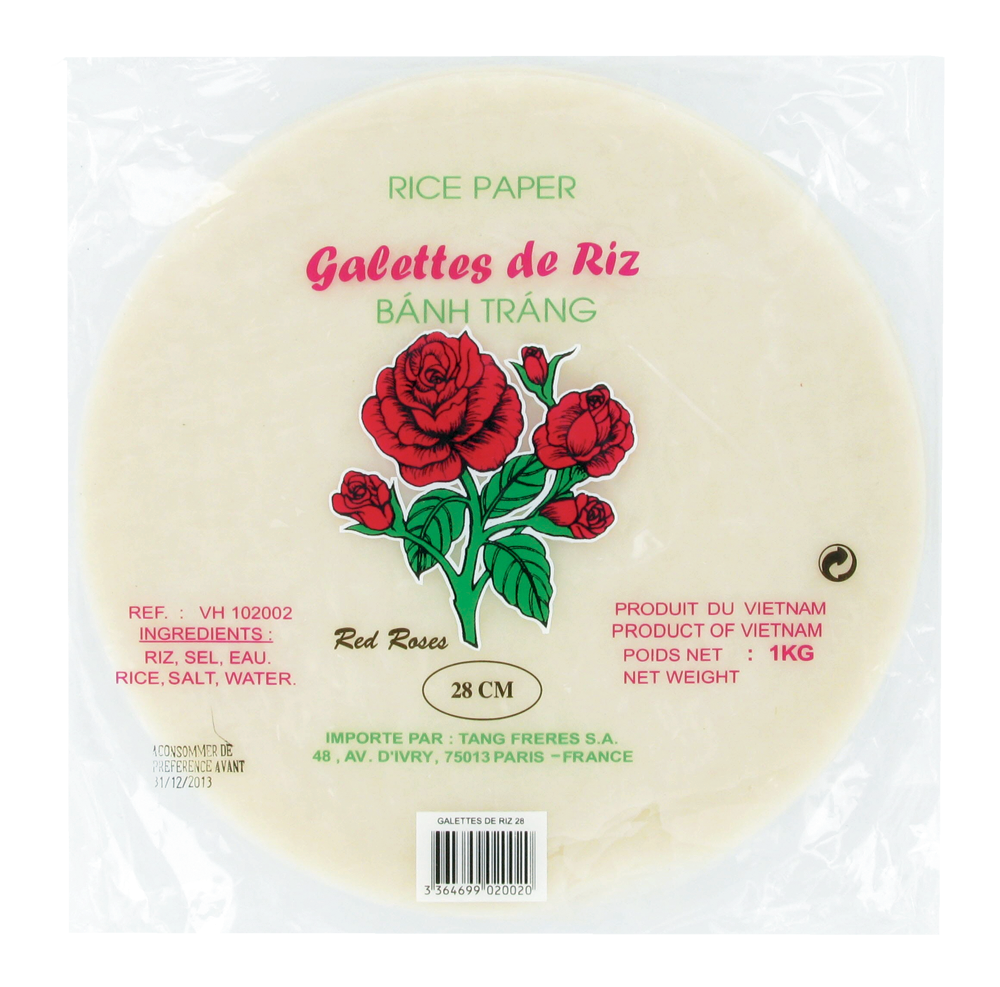 RICE PAPER
Galettes de Riz
BÁNH TRÁNG
REF. : VH 102002
INGREDIENTS :
RIZ, SEL, EAU.
RICE, SALT, WATER.
Red Roses
28 CM
PRODUIT DU VIETNAM
PRODUCT OF VIETNAM
POIDS NET : 1KG
NET WEIGHT
IMPORTE PAR : TANG FRERES S.A.
48 , AV. D'IVRY, 75013 PARIS - FRANCE
A CONSOMMER DE
PREFERENCE AVANT
31/12/2013
GALETTES DE RIZ 28
3 364699 020020